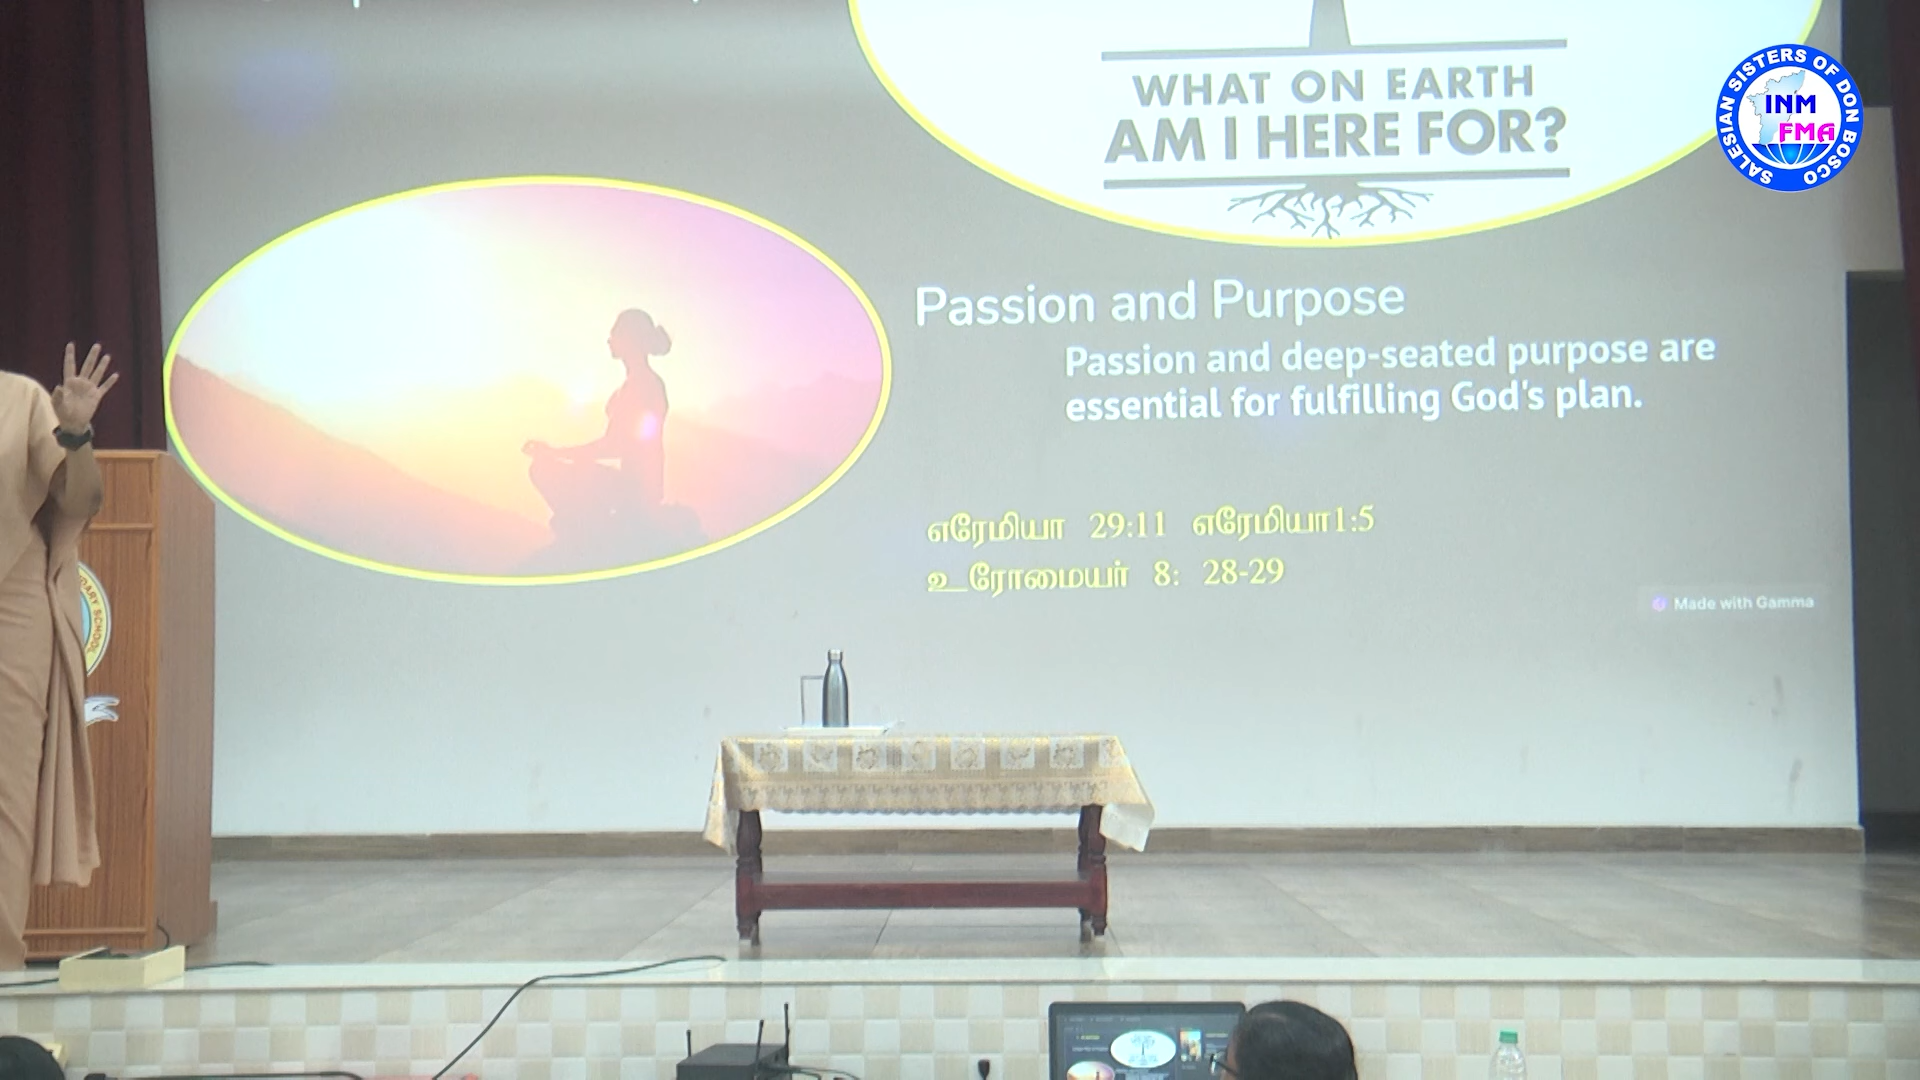 WHAT ON EARTH
AM I HERE FOR?
SALESIAN SISTERS OF DON BOSCO
INM
FMA
Passion and Purpose
Passion and deep-seated purpose are
essential for fulfilling God's plan.
எரேமியா 29:11 எரேமியா1:5
உரோமையர் 8: 28-29
Made with Gamma
DARY SCHOOL